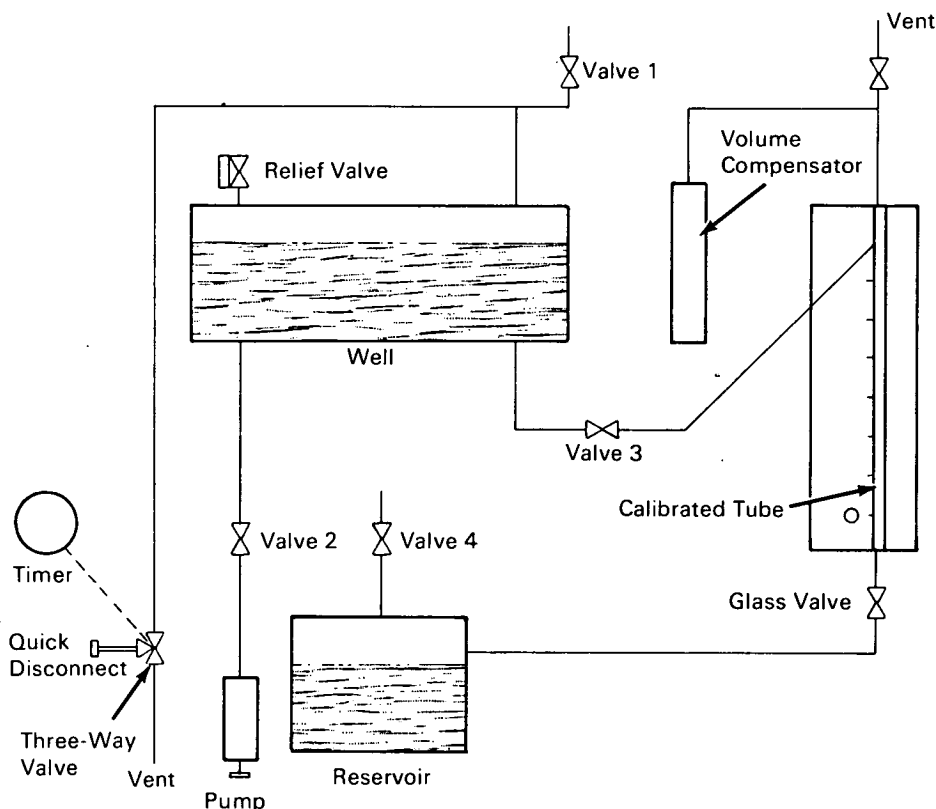 Vent
Valve 1
Volume
Compensator
Relief Valve
Well
Valve 3
Calibrated Tube
Timer
Valve 2
Valve 4
Glass Valve
Quick
Disconnect
Three-Way
Valve
Vent
Reservoir
Pump